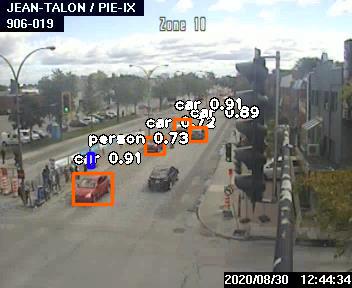 JEAN-TALON / PIE-IX
906-019
Zone 10
car 0.91
car 0.89
car 0.72
person 0.73
car 0.91
2020/08/30 12:44:34